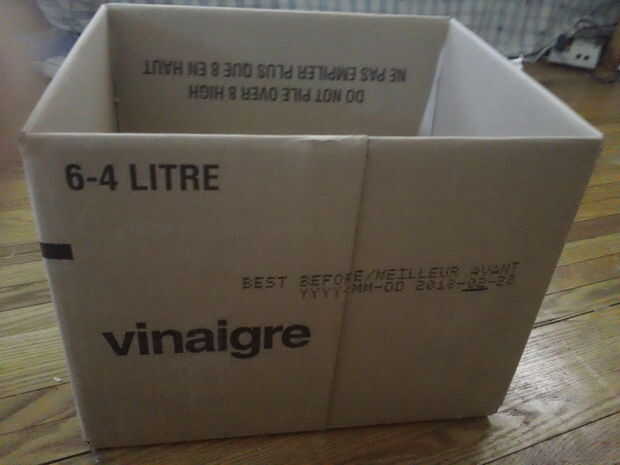 NE PAS EMPILER PLUS QUE 8 EN HAUT
DO NOT PILE OVER 8 HIGH
6-4 LITRE
BEST BEFORE/MEILLEUR AVANT
YYYY-MM-DD
vinaigre